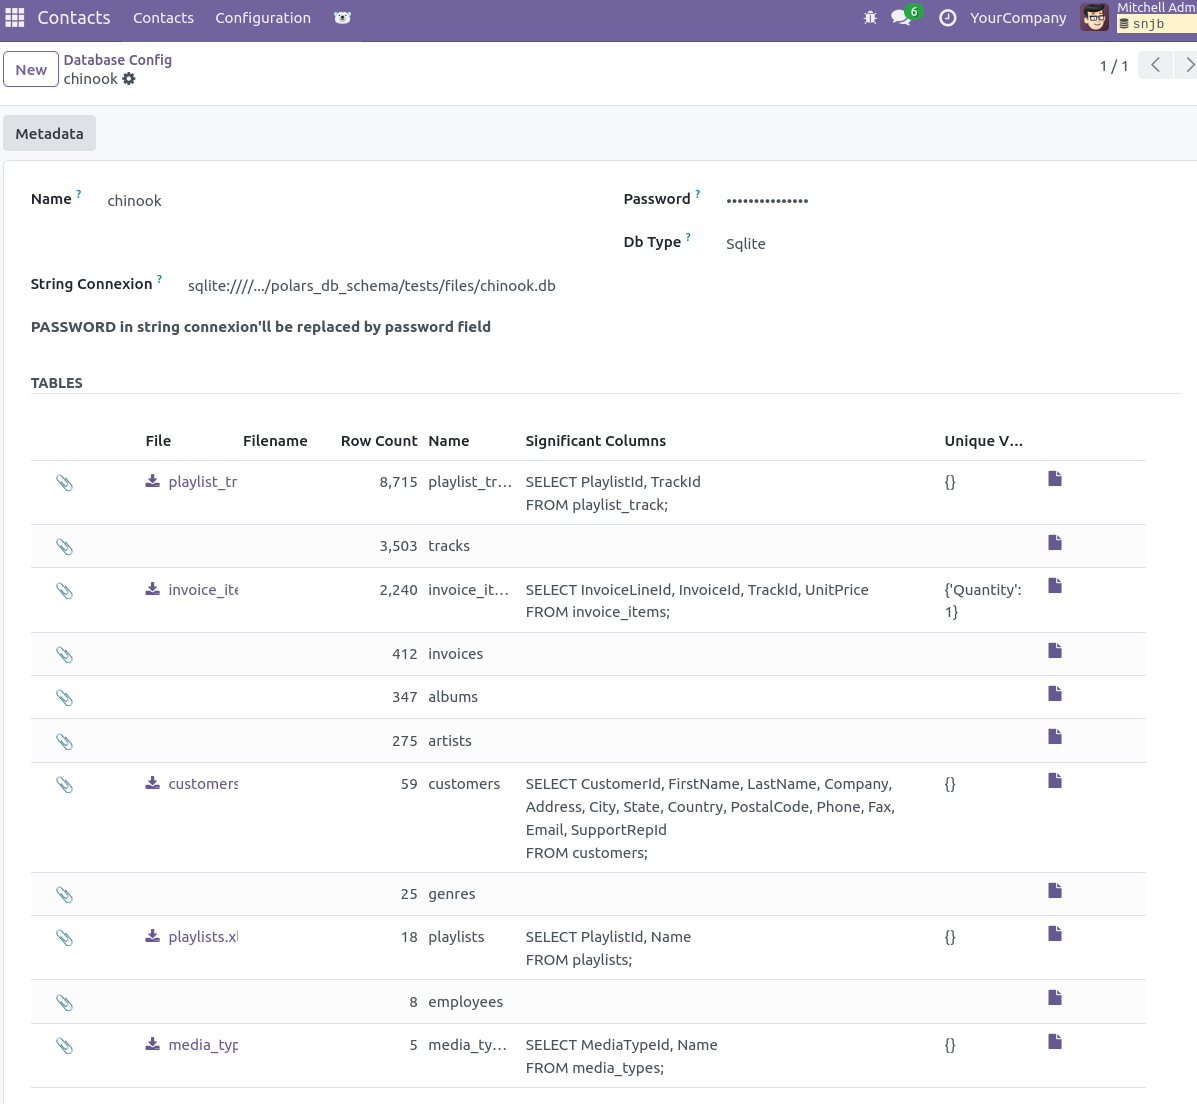 Contacts Contacts Configuration 6 YourCompany Mitchell Adm
snjb
New Database Config
chinook
1 / 1
Metadata
Name ? chinook
Password ? •••••••••••••••
Db Type ? Sqlite
String Connexion ? sqlite:////.../polars_db_schema/tests/files/chinook.db
PASSWORD in string connexion'll be replaced by password field
TABLES
File Filename Row Count Name Significant Columns Unique V...
playlist_tr 8,715 playlist_tr... SELECT PlaylistId, TrackId {}
FROM playlist_track;
3,503 tracks
invoice_ite 2,240 invoice_it... SELECT InvoiceLineId, InvoiceId, TrackId, UnitPrice {'Quantity':
FROM invoice_items; 1}
412 invoices
347 albums
275 artists
customers 59 customers SELECT CustomerId, FirstName, LastName, Company, {}
Address, City, State, Country, PostalCode, Phone, Fax,
Email, SupportRepId
FROM customers;
25 genres
playlists.xl 18 playlists SELECT PlaylistId, Name {}
FROM playlists;
8 employees
media_typ 5 media_ty... SELECT MediaTypeId, Name {}
FROM media_types;